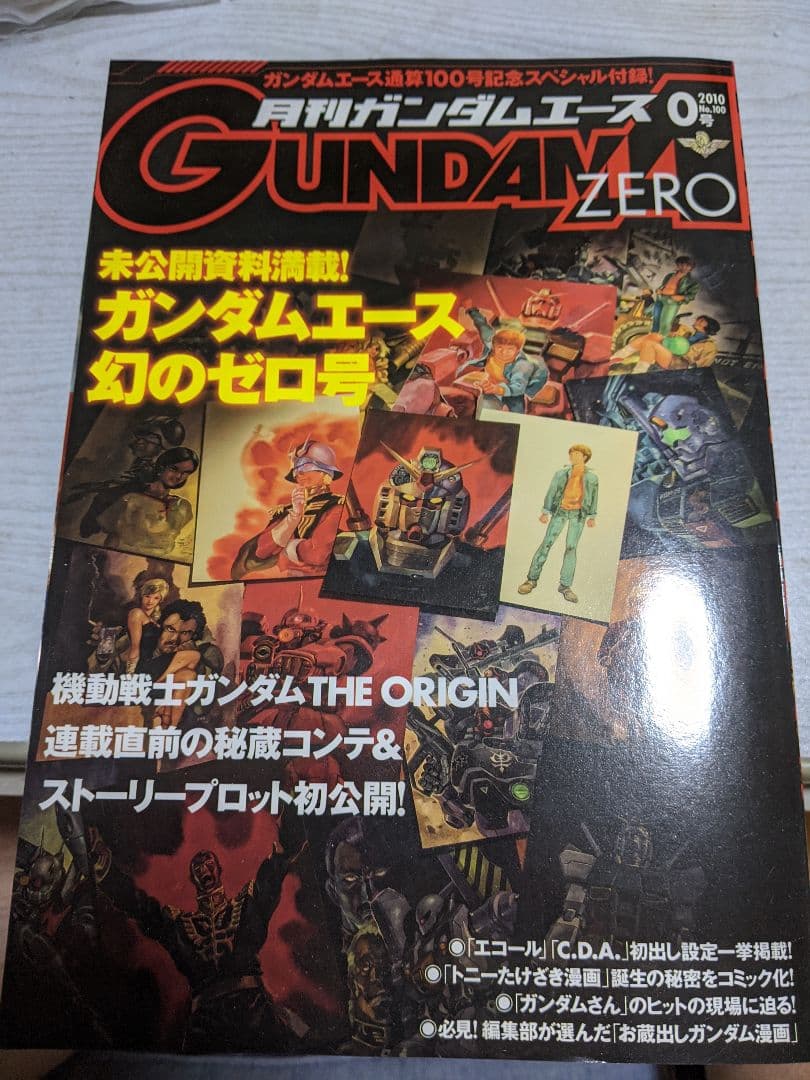 ガンダムエース通算100号記念スペシャル付録!
月刊ガンダムエース
2010
No.100
0号
GUNDAM A
ZERO
未公開資料満載!
ガンダムエース
幻のゼロ号
機動戦士ガンダムTHE ORIGIN
連載直前の秘蔵コンテ&
ストーリープロット初公開!
●「エコール」「C.D.A.」初出し設定一挙掲載!
●「トニーたけざき漫画」誕生の秘密をコミック化!
●「ガンダムさん」のヒットの現場に迫る!
●必見! 編集部が選んだ「お蔵出しガンダム漫画」